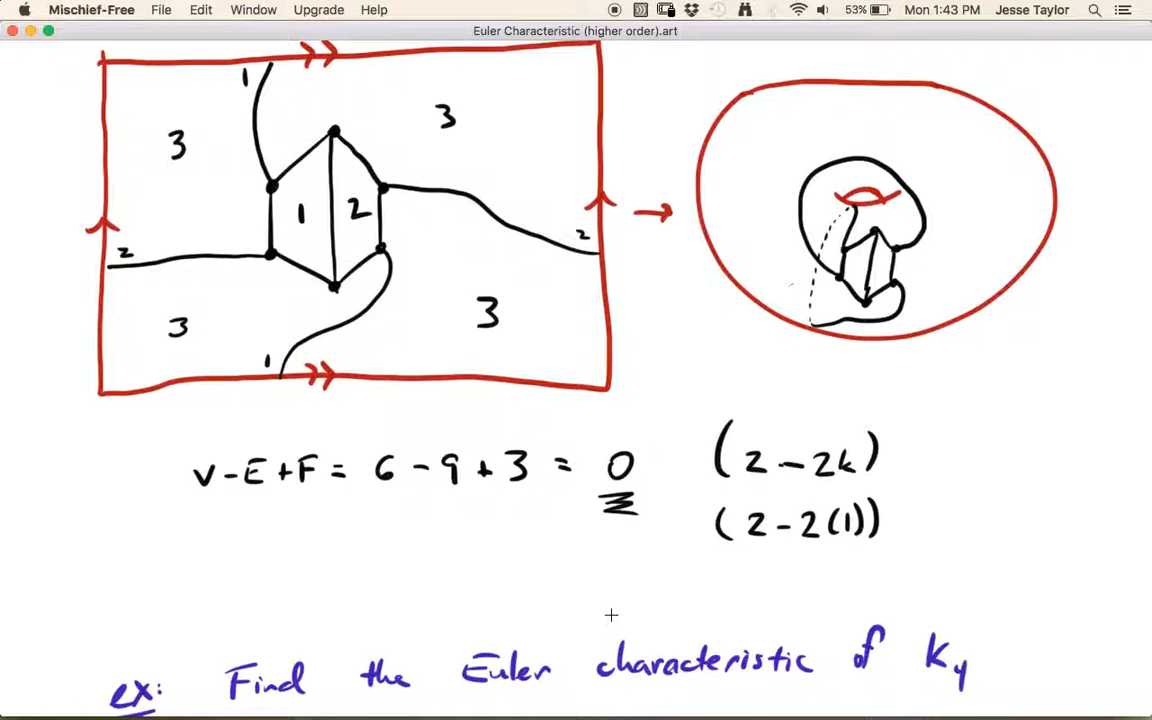 Mischief-Free File Edit Window Upgrade Help 53% Mon 1:43 PM Jesse Taylor
Euler Characteristic (higher order).art
1
3
3
1 2
2
2
3
3
1
V-E+F = 6-9+3 = 0 (2-2k)
(2-2(1))
ex: Find the Euler characteristic of K4